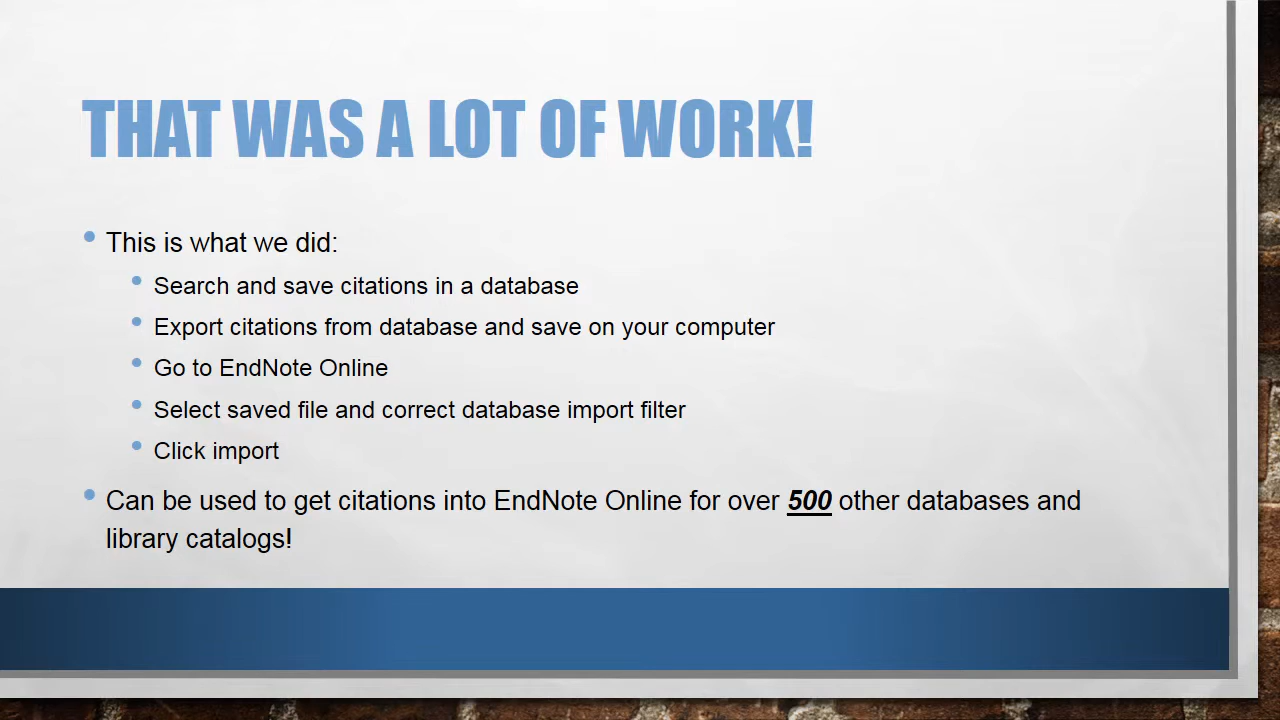 THAT WAS A LOT OF WORK!
This is what we did:
Search and save citations in a database
Export citations from database and save on your computer
Go to EndNote Online
Select saved file and correct database import filter
Click import
Can be used to get citations into EndNote Online for over 500 other databases and
library catalogs!